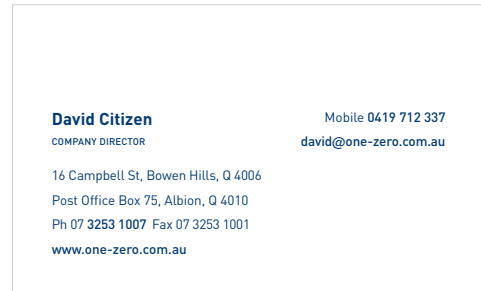 David Citizen
COMPANY DIRECTOR
Mobile 0419 712 337
david@one-zero.com.au
16 Campbell St, Bowen Hills, Q 4006
Post Office Box 75, Albion, Q 4010
Ph 07 3253 1007 Fax 07 3253 1001
www.one-zero.com.au